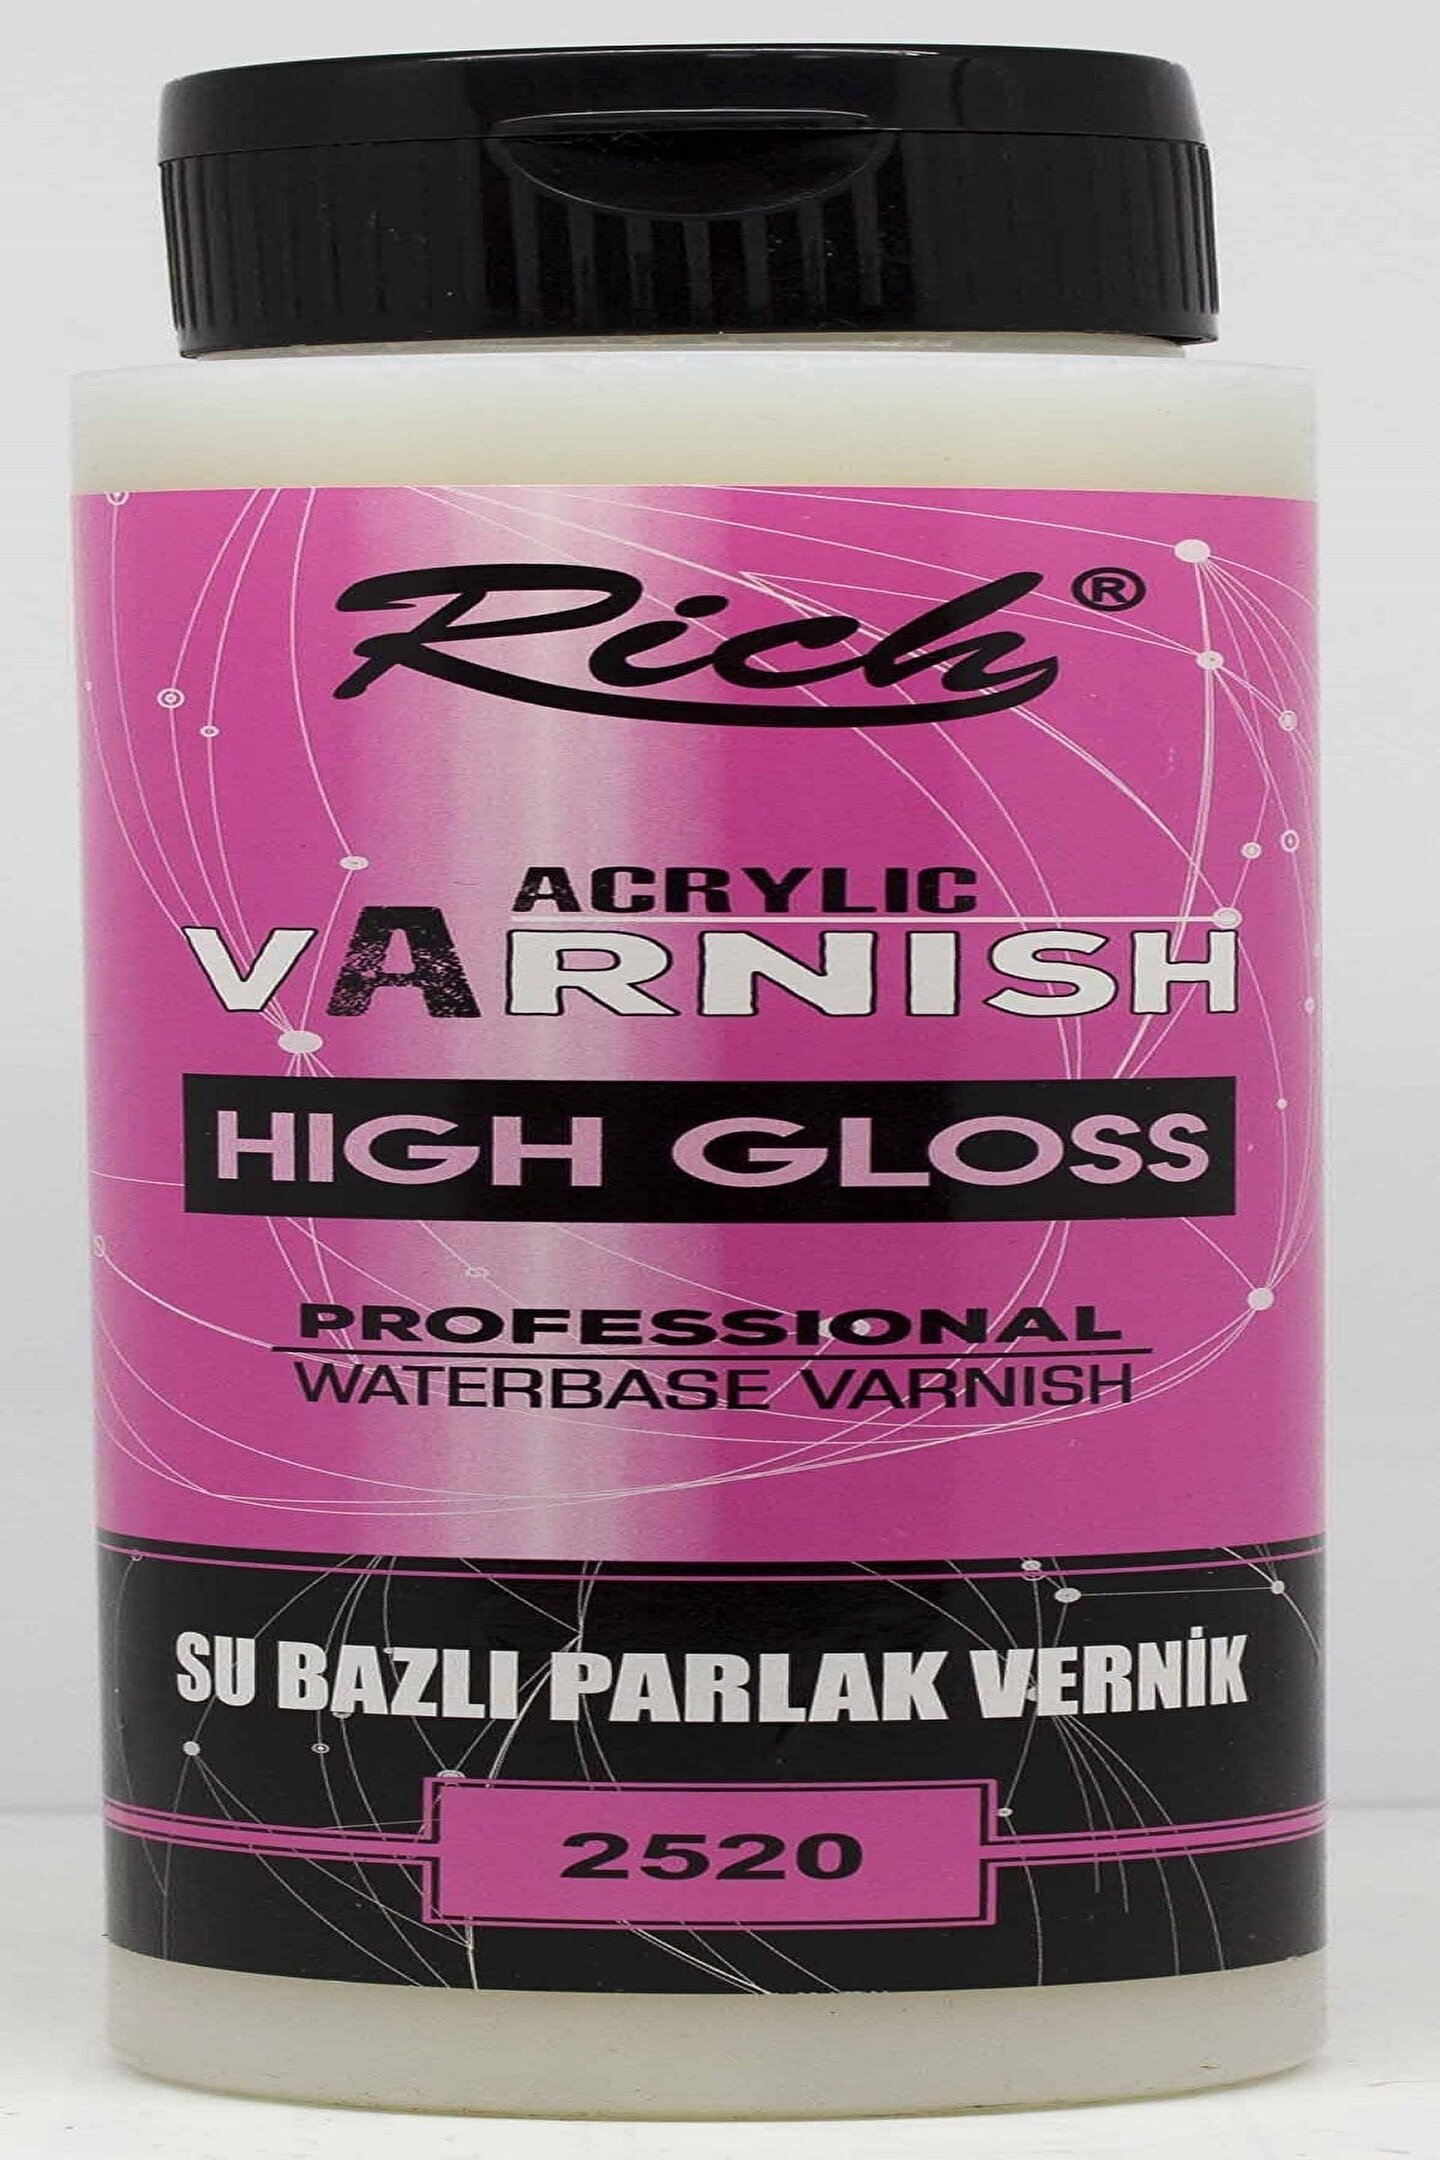 Rich®
ACRYLIC
VARNISH
HIGH GLOSS
PROFESSIONAL
WATERBASE VARNISH
SU BAZLI PARLAK VERNİK
2520